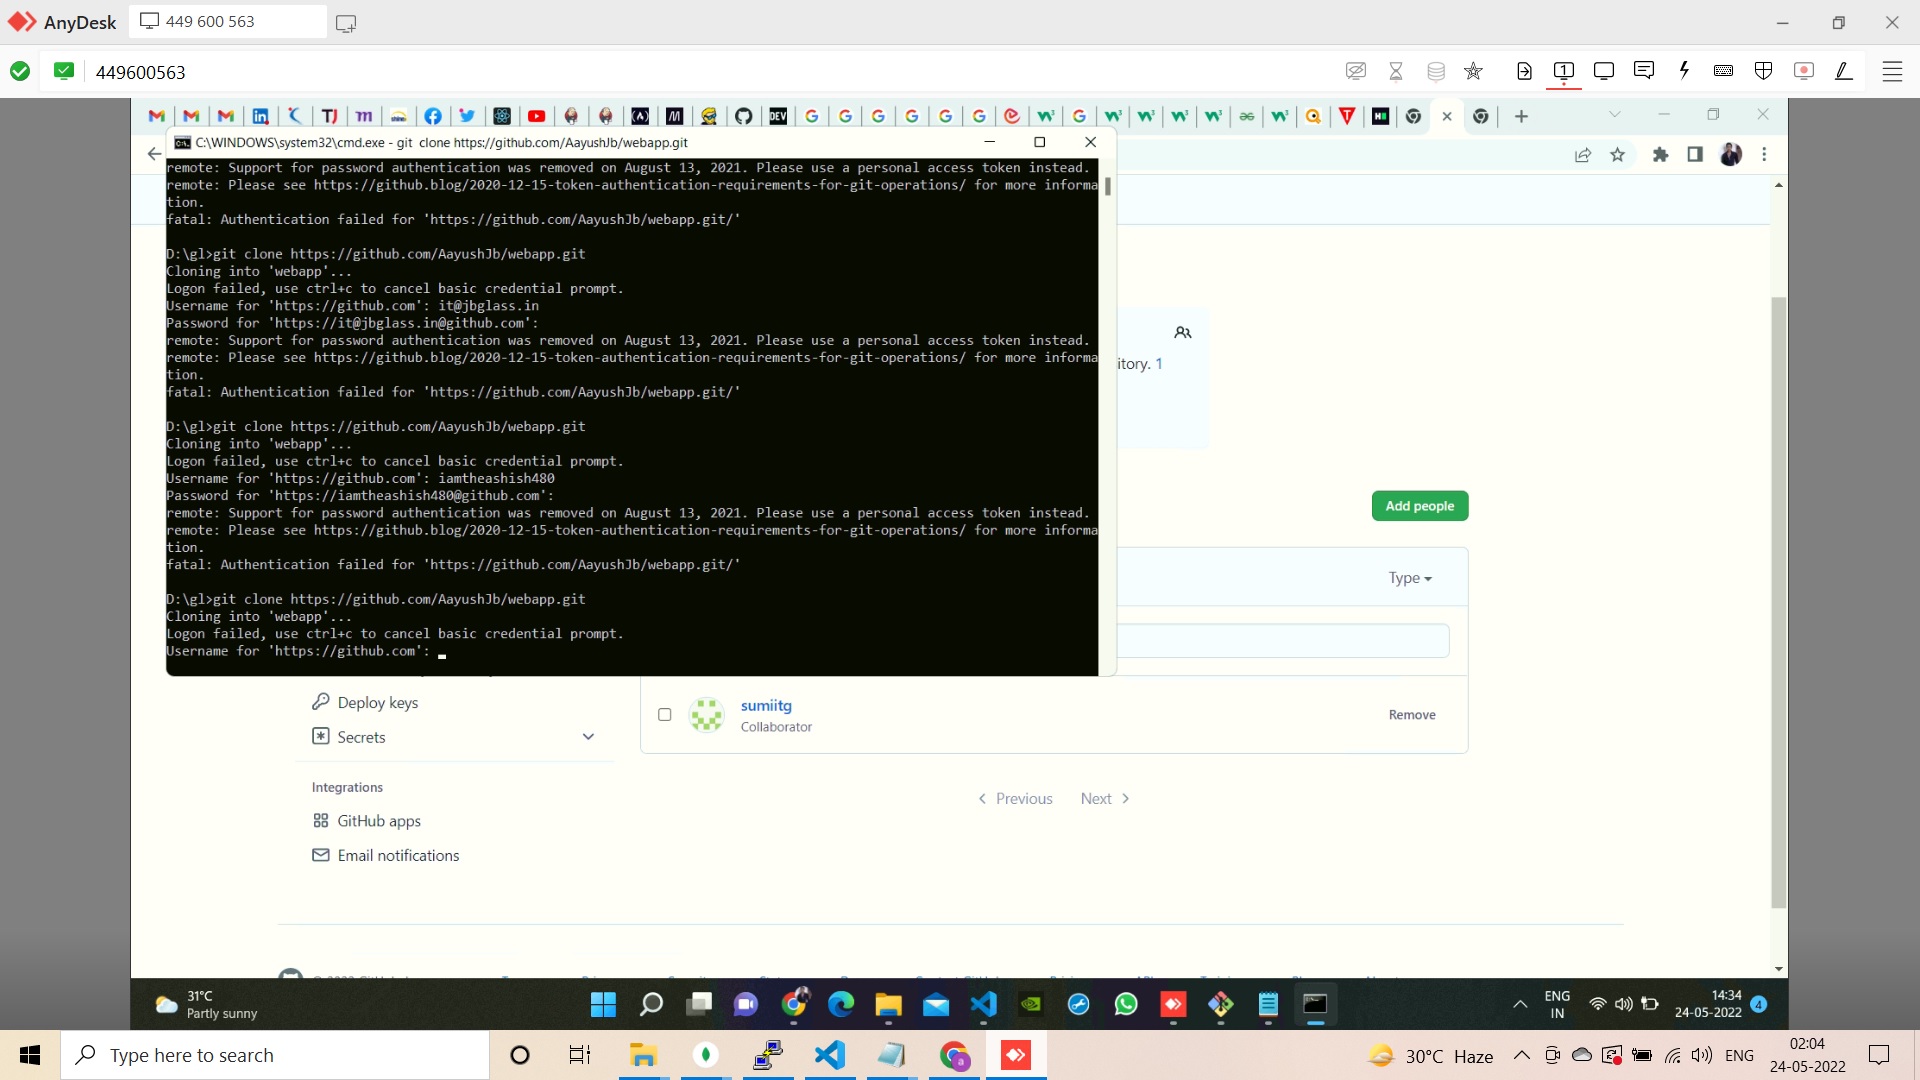 AnyDesk
449 600 563
449600563
C:\WINDOWS\system32\cmd.exe - git  clone https://github.com/AayushJb/webapp.git
remote: Support for password authentication was removed on August 13, 2021. Please use a personal access token instead.
remote: Please see https://github.blog/2020-12-15-token-authentication-requirements-for-git-operations/ for more informa
tion.
fatal: Authentication failed for 'https://github.com/AayushJb/webapp.git/'
D:\gl>git clone https://github.com/AayushJb/webapp.git
Cloning into 'webapp'...
Logon failed, use ctrl+c to cancel basic credential prompt.
Username for 'https://github.com': it@jbglass.in
Password for 'https://it@jbglass.in@github.com':
remote: Support for password authentication was removed on August 13, 2021. Please use a personal access token instead.
remote: Please see https://github.blog/2020-12-15-token-authentication-requirements-for-git-operations/ for more informa
tion.
fatal: Authentication failed for 'https://github.com/AayushJb/webapp.git/'
D:\gl>git clone https://github.com/AayushJb/webapp.git
Cloning into 'webapp'...
Logon failed, use ctrl+c to cancel basic credential prompt.
Username for 'https://github.com': iamtheashish480
Password for 'https://iamtheashish480@github.com':
remote: Support for password authentication was removed on August 13, 2021. Please use a personal access token instead.
remote: Please see https://github.blog/2020-12-15-token-authentication-requirements-for-git-operations/ for more informa
tion.
fatal: Authentication failed for 'https://github.com/AayushJb/webapp.git/'
D:\gl>git clone https://github.com/AayushJb/webapp.git
Cloning into 'webapp'...
Logon failed, use ctrl+c to cancel basic credential prompt.
Username for 'https://github.com':
itory. 1
Add people
Type
Deploy keys
Secrets
Integrations
GitHub apps
Email notifications
sumiitg
Collaborator
Remove
Previous Next
31°C
Partly sunny
ENG
IN
14:34
24-05-2022
4
Type here to search
30°C Haze
ENG
02:04
24-05-2022